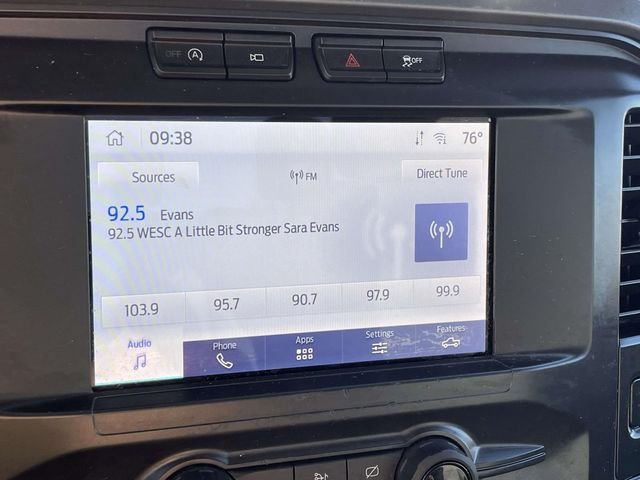 OFF A
OFF
09:38 76°
Sources FM Direct Tune
92.5 Evans
92.5 WESC A Little Bit Stronger Sara Evans
103.9 95.7 90.7 97.9 99.9
Audio Phone Apps Settings Features